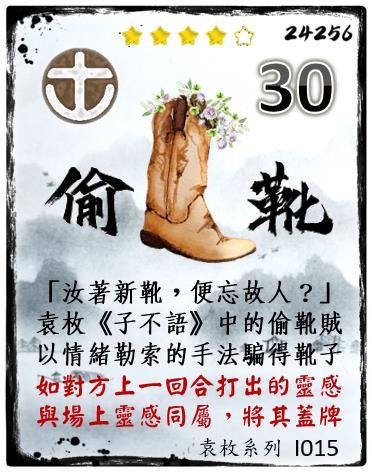 24256
30
偷靴
「汝著新靴，便忘故人？」
袁枚《子不語》中的偷靴賊
以情緒勒索的手法騙得靴子
如對方上一回合打出的靈感
與場上靈感同屬，將其蓋牌
袁枚系列 I015